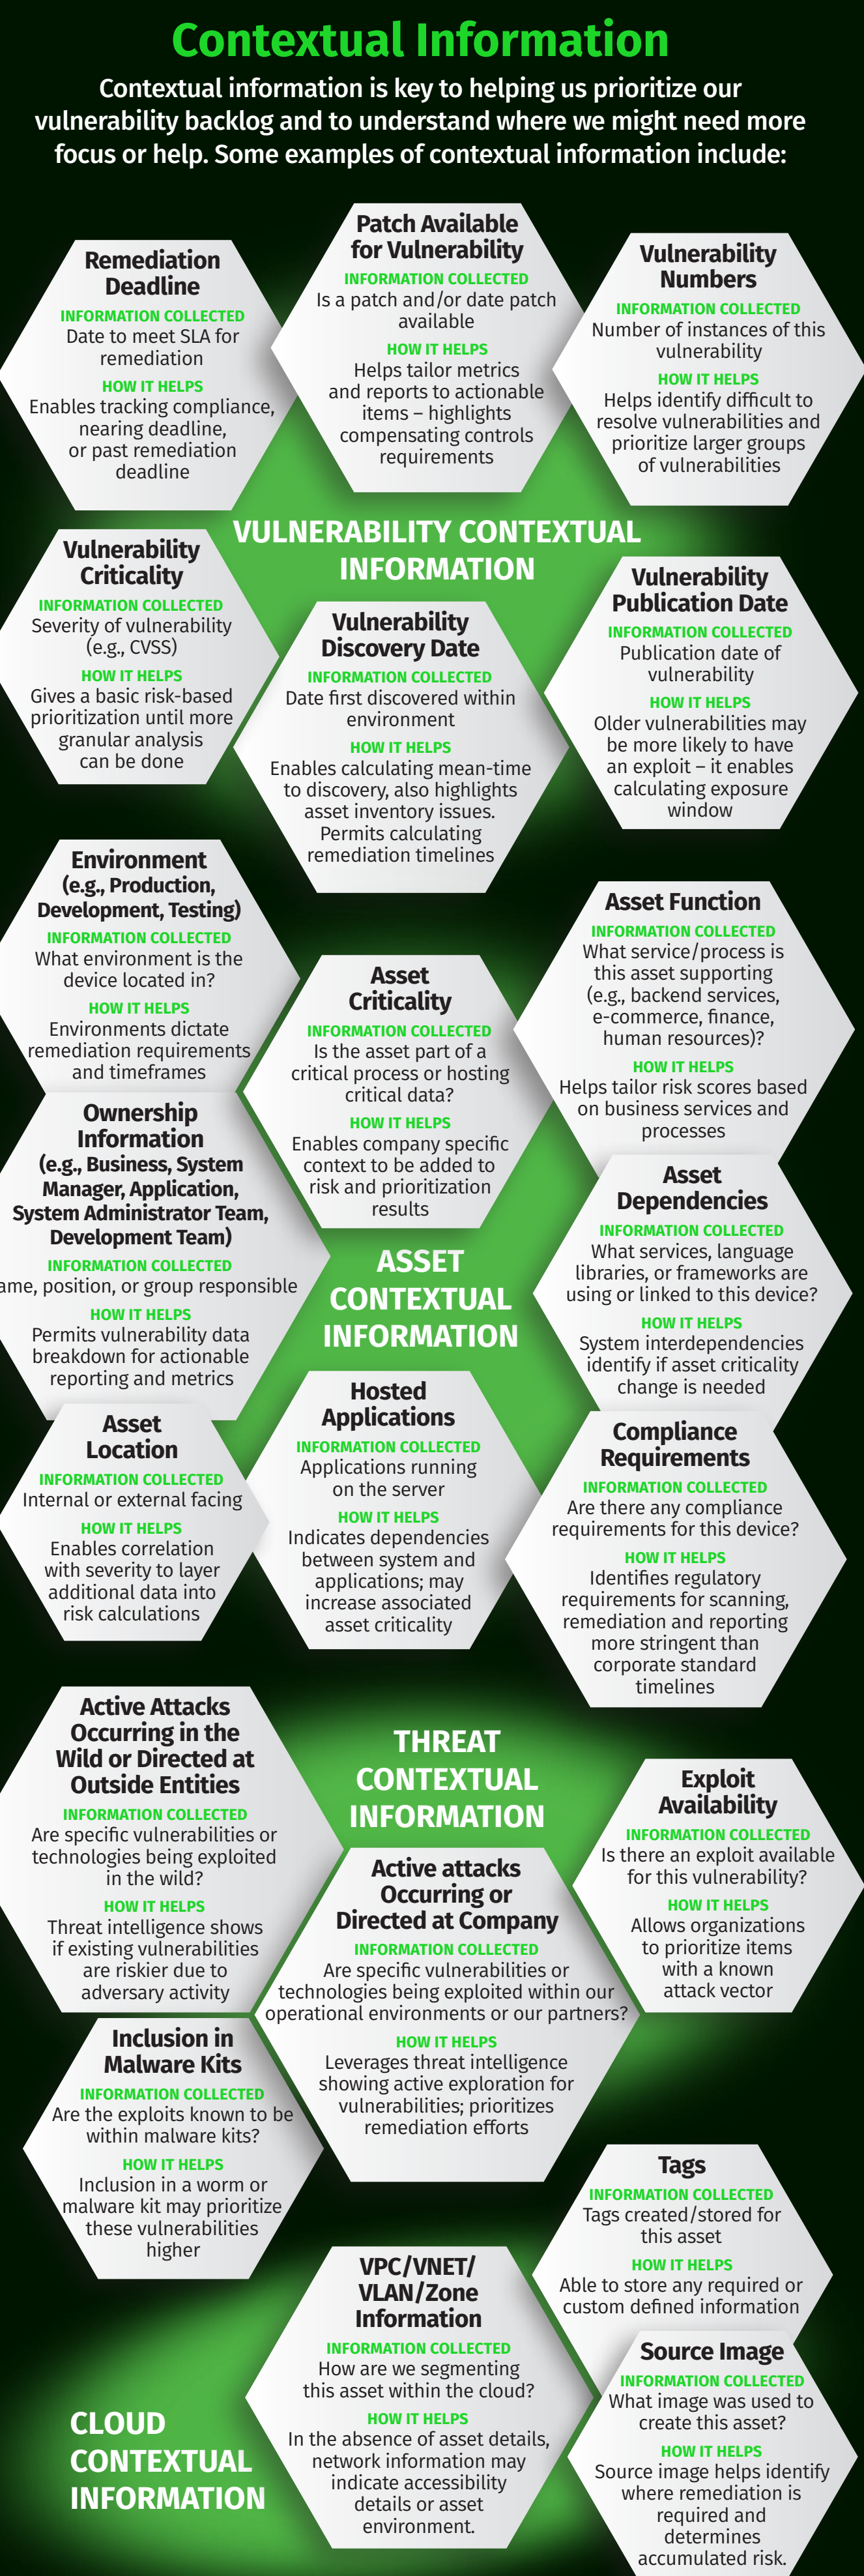 Contextual Information
Contextual information is key to helping us prioritize our
vulnerability backlog and to understand where we might need more
focus or help. Some examples of contextual information include:
Remediation
Deadline
INFORMATION COLLECTED
Date to meet SLA for
remediation
HOW IT HELPS
Enables tracking compliance,
nearing deadline,
or past remediation
deadline
Patch Available
for Vulnerability
INFORMATION COLLECTED
Is a patch and/or date patch
available
HOW IT HELPS
Helps tailor metrics
and reports to actionable
items – highlights
compensating controls
requirements
Vulnerability
Numbers
INFORMATION COLLECTED
Number of instances of this
vulnerability
HOW IT HELPS
Helps identify difficult to
resolve vulnerabilities and
prioritize larger groups
of vulnerabilities
VULNERABILITY CONTEXTUAL
INFORMATION
Vulnerability
Criticality
INFORMATION COLLECTED
Severity of vulnerability
(e.g., CVSS)
HOW IT HELPS
Gives a basic risk-based
prioritization until more
granular analysis
can be done
Vulnerability
Discovery Date
INFORMATION COLLECTED
Date first discovered within
environment
HOW IT HELPS
Enables calculating mean-time
to discovery, also highlights
asset inventory issues.
Permits calculating
remediation timelines
Vulnerability
Publication Date
INFORMATION COLLECTED
Publication date of
vulnerability
HOW IT HELPS
Older vulnerabilities may
be more likely to have
an exploit – it enables
calculating exposure
window
Environment
(e.g., Production,
Development, Testing)
INFORMATION COLLECTED
What environment is the
device located in?
HOW IT HELPS
Environments dictate
remediation requirements
and timeframes
Asset
Criticality
INFORMATION COLLECTED
Is the asset part of a
critical process or hosting
critical data?
HOW IT HELPS
Enables company specific
context to be added to
risk and prioritization
results
Asset Function
INFORMATION COLLECTED
What service/process is
this asset supporting
(e.g., backend services,
e-commerce, finance,
human resources)?
HOW IT HELPS
Helps tailor risk scores based
on business services and
processes
Ownership
Information
(e.g., Business, System
Manager, Application,
System Administrator Team,
Development Team)
INFORMATION COLLECTED
ame, position, or group responsible
HOW IT HELPS
Permits vulnerability data
breakdown for actionable
reporting and metrics
ASSET
CONTEXTUAL
INFORMATION
Asset
Dependencies
INFORMATION COLLECTED
What services, language
libraries, or frameworks are
using or linked to this device?
HOW IT HELPS
System interdependencies
identify if asset criticality
change is needed
Asset
Location
INFORMATION COLLECTED
Internal or external facing
HOW IT HELPS
Enables correlation
with severity to layer
additional data into
risk calculations
Hosted
Applications
INFORMATION COLLECTED
Applications running
on the server
HOW IT HELPS
Indicates dependencies
between system and
applications; may
increase associated
asset criticality
Compliance
Requirements
INFORMATION COLLECTED
Are there any compliance
requirements for this device?
HOW IT HELPS
Identifies regulatory
requirements for scanning,
remediation and reporting
more stringent than
corporate standard
timelines
Active Attacks
Occurring in the
Wild or Directed at
Outside Entities
INFORMATION COLLECTED
Are specific vulnerabilities or
technologies being exploited
in the wild?
HOW IT HELPS
Threat intelligence shows
if existing vulnerabilities
are riskier due to
adversary activity
THREAT
CONTEXTUAL
INFORMATION
Active attacks
Occurring or
Directed at Company
INFORMATION COLLECTED
Are specific vulnerabilities or
technologies being exploited within our
operational environments or our partners?
HOW IT HELPS
Leverages threat intelligence
showing active exploration for
vulnerabilities; prioritizes
remediation efforts
Exploit
Availability
INFORMATION COLLECTED
Is there an exploit available
for this vulnerability?
HOW IT HELPS
Allows organizations
to prioritize items
with a known
attack vector
Inclusion in
Malware Kits
INFORMATION COLLECTED
Are the exploits known to be
within malware kits?
HOW IT HELPS
Inclusion in a worm or
malware kit may prioritize
these vulnerabilities
higher
Tags
INFORMATION COLLECTED
Tags created/stored for
this asset
HOW IT HELPS
Able to store any required or
custom defined information
VPC/VNET/
VLAN/Zone
Information
INFORMATION COLLECTED
How are we segmenting
this asset within the cloud?
HOW IT HELPS
In the absence of asset details,
network information may
indicate accessibility
details or asset
environment.
Source Image
INFORMATION COLLECTED
What image was used to
create this asset?
HOW IT HELPS
Source image helps identify
where remediation is
required and
determines
accumulated risk.
CLOUD
CONTEXTUAL
INFORMATION